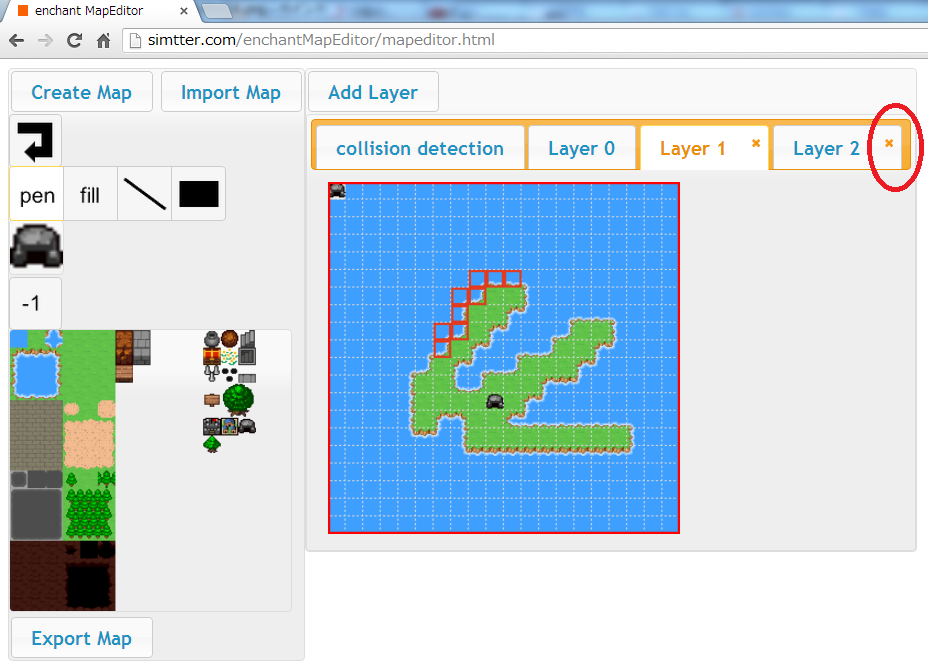 enchant MapEditor
simtter.com/enchantMapEditor/mapeditor.html
Create Map
Import Map
Add Layer
collision detection
Layer 0
Layer 1
Layer 2
pen
fill
-1
Export Map